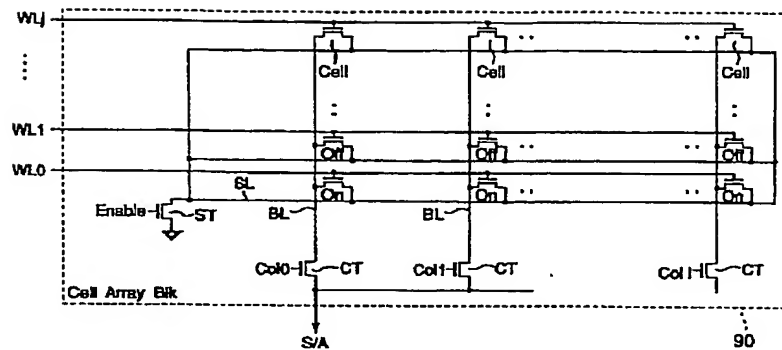 WLj
Cell Cell Cell
WL1
Off Off Off
WL0
On On On
SL
Enable ST BL BL
Col0 CT Col1 CT Col l CT
Cell Array Blk
S/A 90